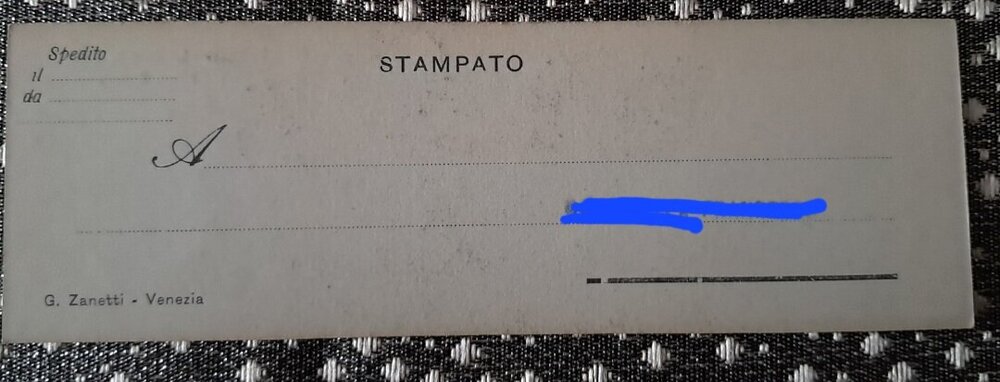 Spedito
il
da
STAMPATO
A
G. Zanetti - Venezia